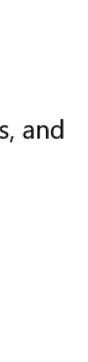 s, and